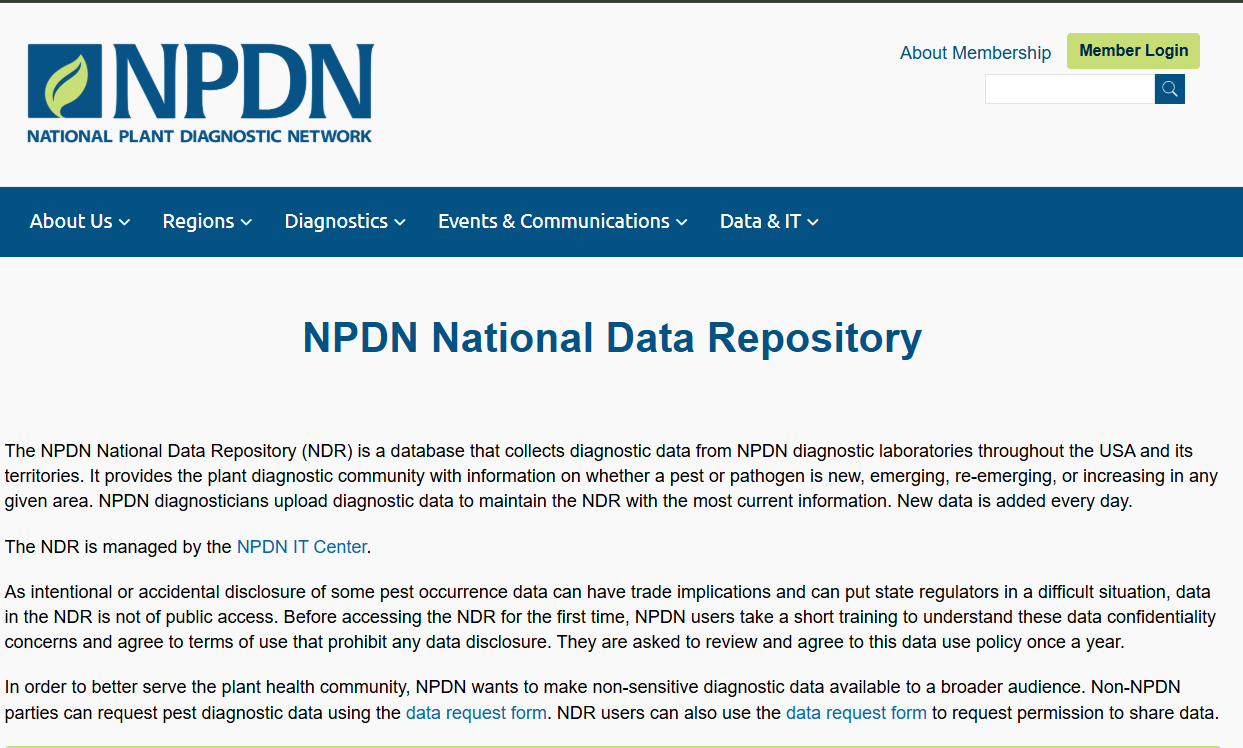 NPDN
NATIONAL PLANT DIAGNOSTIC NETWORK
About Membership
Member Login
About Us
Regions
Diagnostics
Events & Communications
Data & IT
NPDN National Data Repository
The NPDN National Data Repository (NDR) is a database that collects diagnostic data from NPDN diagnostic laboratories throughout the USA and its
territories. It provides the plant diagnostic community with information on whether a pest or pathogen is new, emerging, re-emerging, or increasing in any
given area. NPDN diagnosticians upload diagnostic data to maintain the NDR with the most current information. New data is added every day.
The NDR is managed by the NPDN IT Center.
As intentional or accidental disclosure of some pest occurrence data can have trade implications and can put state regulators in a difficult situation, data
in the NDR is not of public access. Before accessing the NDR for the first time, NPDN users take a short training to understand these data confidentiality
concerns and agree to terms of use that prohibit any data disclosure. They are asked to review and agree to this data use policy once a year.
In order to better serve the plant health community, NPDN wants to make non-sensitive diagnostic data available to a broader audience. Non-NPDN
parties can request pest diagnostic data using the data request form. NDR users can also use the data request form to request permission to share data.